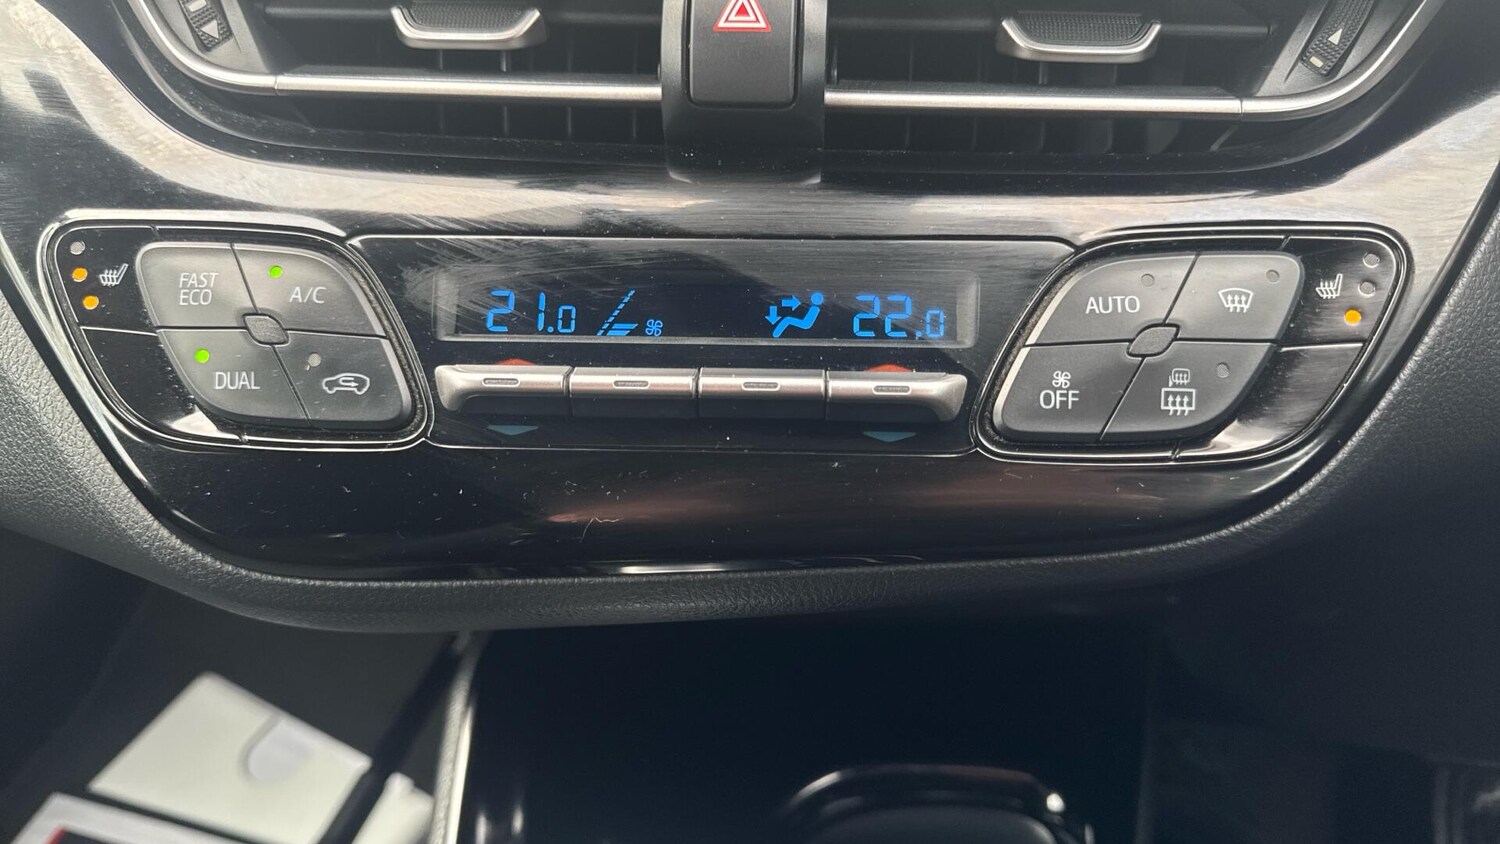 FAST
ECO
A/C
DUAL
21.0
22.0
AUTO
OFF